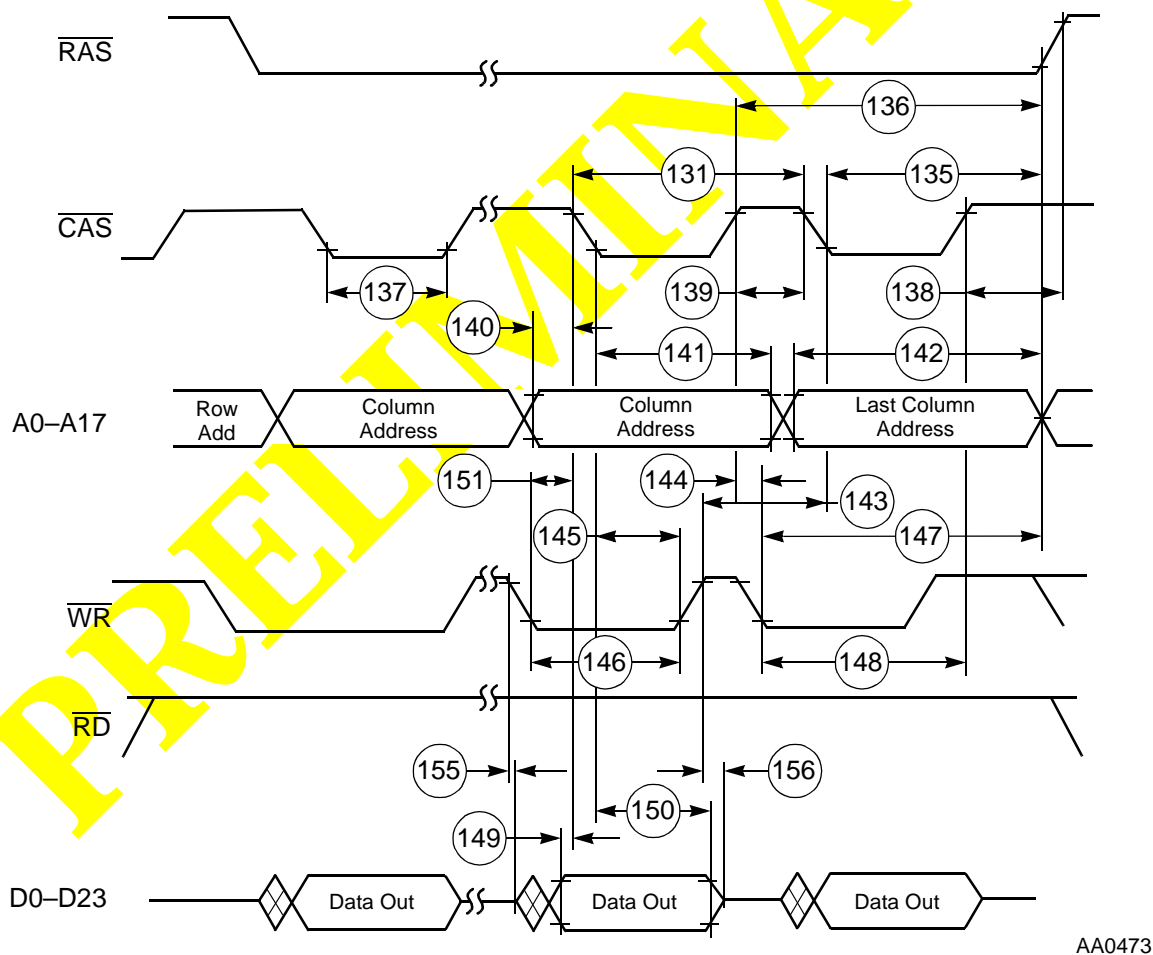 RAS
136
131
135
CAS
137
139
138
140
141
142
A0–A17
Row
Add
Column
Address
Column
Address
Last Column
Address
151
144
143
145
147
WR
146
148
RD
155
156
150
149
D0–D23
Data Out
Data Out
Data Out
AA0473
PRELIMINA